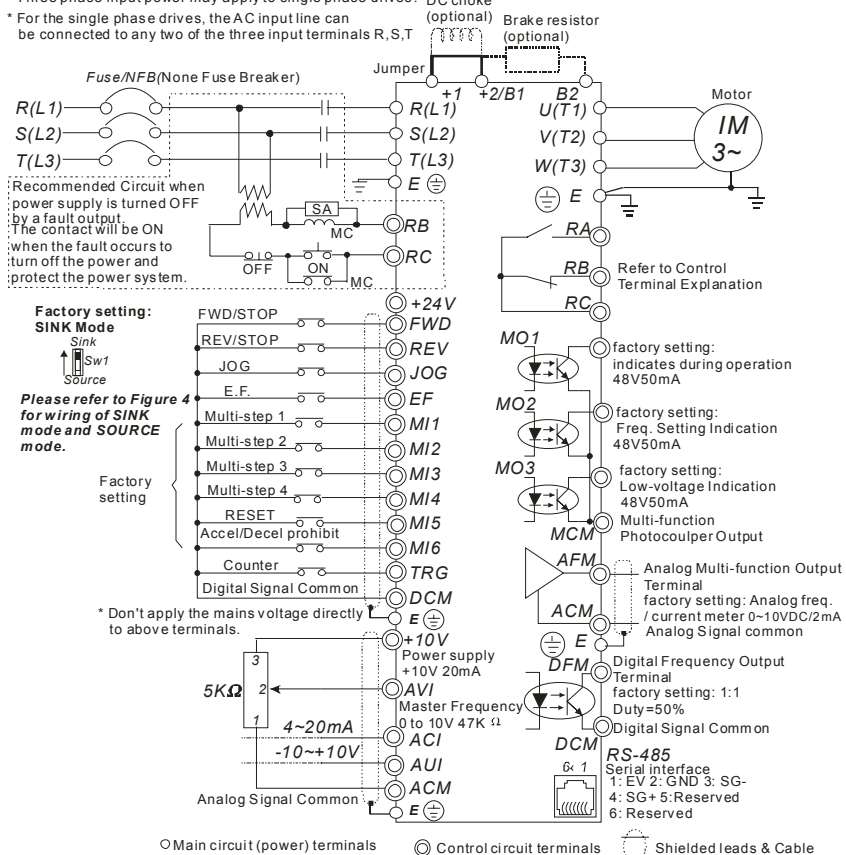 DC choke
(optional)
* For the single phase drives, the AC input line can
be connected to any two of the three input terminals R,S,T
Brake resistor
(optional)
Jumper
Fuse/NFB(None Fuse Breaker)
+1
+2/B1
B2
Motor
R(L1)
S(L2)
T(L3)
R(L1)
S(L2)
T(L3)
E
U(T1)
V(T2)
W(T3)
E
IM
3~
Recommended Circuit when
power supply is turned OFF
by a fault output.
The contact will be ON
when the fault occurs to
turn off the power and
protect the power system.
SA
MC
OFF
ON
MC
RB
RC
RA
RB
RC
Refer to Control
Terminal Explanation
Factory setting:
SINK Mode
Sink
Sw1
Source
Please refer to Figure 4
for wiring of SINK
mode and SOURCE
mode.
Factory
setting
+24V
FWD/STOP
FWD
REV/STOP
REV
JOG
JOG
E.F.
EF
Multi-step 1
MI1
Multi-step 2
MI2
Multi-step 3
MI3
Multi-step 4
MI4
RESET
MI5
Accel/Decel prohibit
MI6
Counter
TRG
Digital Signal Common
DCM
E
* Don't apply the mains voltage directly
to above terminals.
MO1
factory setting:
indicates during operation
48V50mA
MO2
factory setting:
Freq. Setting Indication
48V50mA
MO3
factory setting:
Low-voltage Indication
48V50mA
MCM
Multi-function
Photocoulper Output
AFM
Analog Multi-function Output
Terminal
factory setting: Analog freq.
/ current meter 0~10VDC/2mA
ACM
Analog Signal common
E
DFM
Digital Frequency Output
Terminal
factory setting: 1:1
Duty=50%
DCM
Digital Signal Common
+10V
Power supply
+10V 20mA
3
2
1
5KΩ
AVI
Master Frequency
0 to 10V 47K Ω
4~20mA
ACI
-10~+10V
AUI
ACM
Analog Signal Common
E
RS-485
Serial interface
6 1
1: EV 2: GND 3: SG-
4: SG+ 5:Reserved
6: Reserved
Main circuit (power) terminals
Control circuit terminals
Shielded leads & Cable